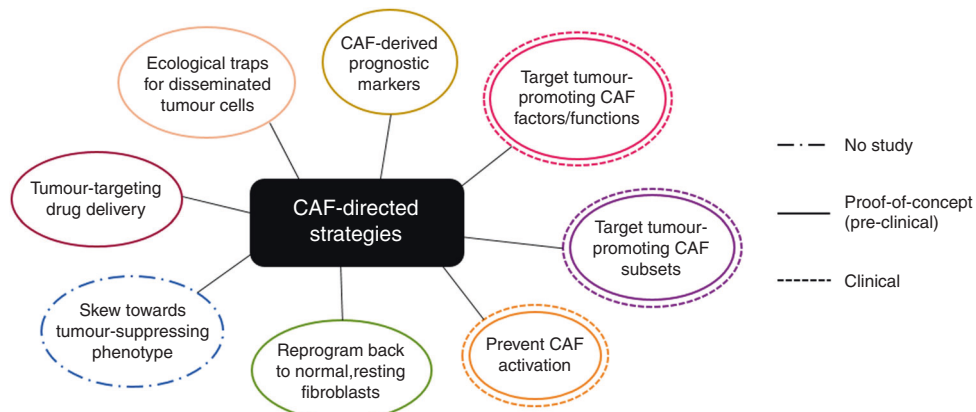 Ecological traps
for disseminated
tumour cells
CAF-derived
prognostic
markers
Target tumour-
promoting CAF
factors/functions
Tumour-targeting
drug delivery
CAF-directed
strategies
Target tumour-
promoting CAF
subsets
Skew towards
tumour-suppressing
phenotype
Reprogram back
to normal,resting
fibroblasts
Prevent CAF
activation
No study
Proof-of-concept
(pre-clinical)
Clinical